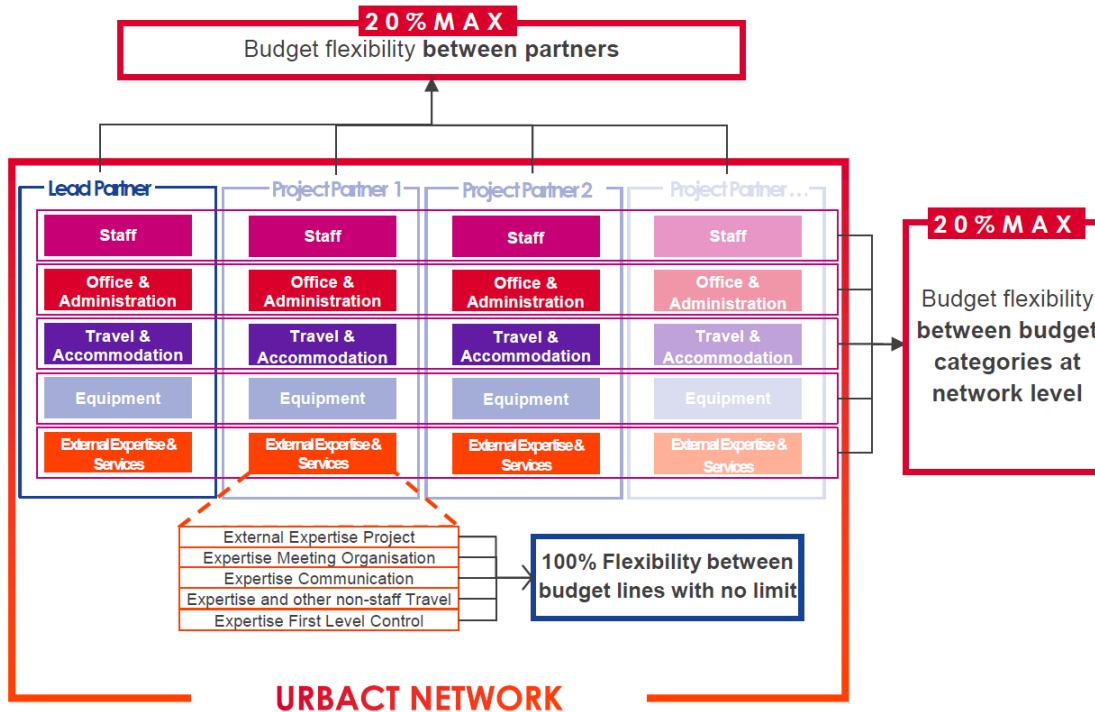 20%MAX
Budget flexibility between partners
Lead Partner
Project Partner 1
Project Partner 2
Project Partner…
Staff
Staff
Staff
Staff
Office &
Administration
Office &
Administration
Office &
Administration
Office &
Administration
Travel &
Accommodation
Travel &
Accommodation
Travel &
Accommodation
Travel &
Accommodation
Equipment
Equipment
Equipment
Equipment
External Expertise &
Services
External Expertise &
Services
External Expertise &
Services
External Expertise &
Services
20%MAX
Budget flexibility
between budget
categories at
network level
External Expertise Project
Expertise Meeting Organisation
Expertise Communication
Expertise and other non-staff Travel
Expertise First Level Control
100% Flexibility between
budget lines with no limit
URBACT NETWORK